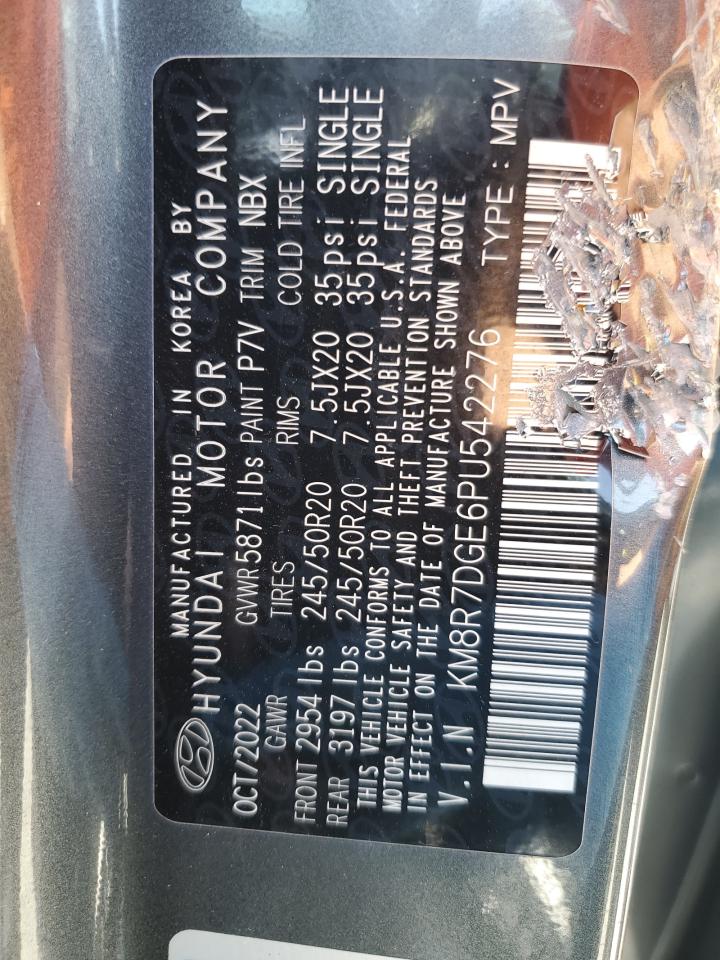 MANUFACTURED IN KOREA BY
HYUNDAI MOTOR COMPANY
OCT/2022 GVWR 5871 lbs PAINT P7V TRIM NBX
GAWR TIRES RIMS COLD TIRE INFL
FRONT 2954 lbs 245/50R20 7.5JX20 35psi SINGLE
REAR 3197 lbs 245/50R20 7.5JX20 35psi SINGLE
THIS VEHICLE CONFORMS TO ALL APPLICABLE U.S.A. FEDERAL
MOTOR VEHICLE SAFETY AND THEFT PREVENTION STANDARDS
IN EFFECT ON THE DATE OF MANUFACTURE SHOWN ABOVE
V.I.N KM8R7DGE6PU542276 TYPE : MPV